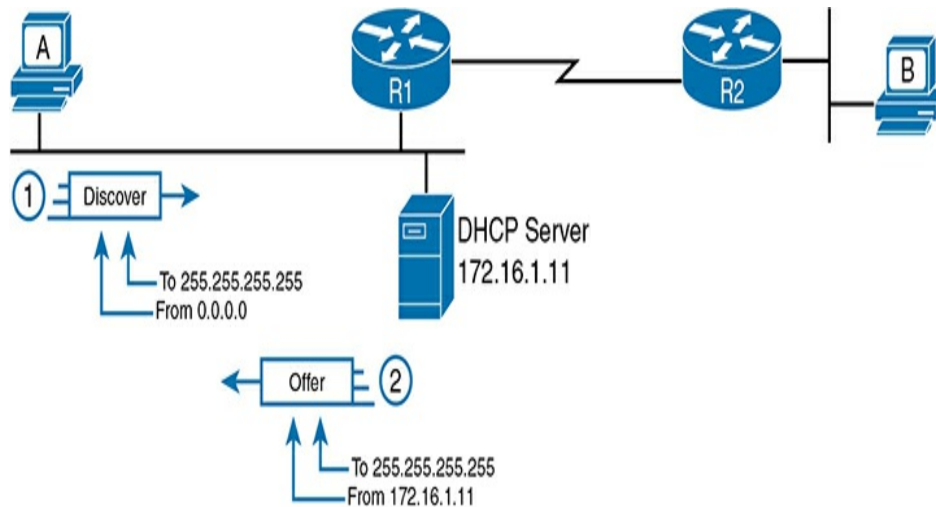 A
R1
R2
B
1
Discover
To 255.255.255.255
From 0.0.0.0
DHCP Server
172.16.1.11
Offer
2
To 255.255.255.255
From 172.16.1.11